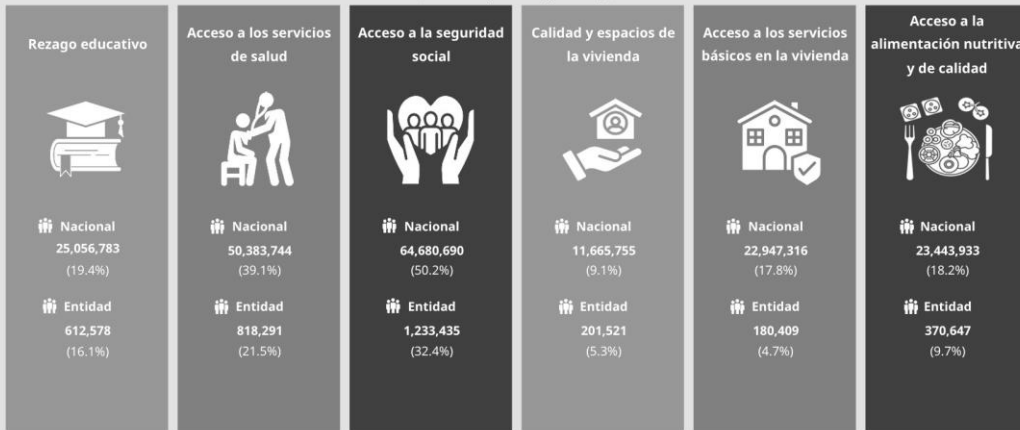 Rezago educativo
Nacional
25,056,783
(19.4%)
Entidad
612,578
(16.1%)
Acceso a los servicios
de salud
Nacional
50,383,744
(39.1%)
Entidad
818,291
(21.5%)
Acceso a la seguridad
social
Nacional
64,680,690
(50.2%)
Entidad
1,233,435
(32.4%)
Calidad y espacios de
la vivienda
Nacional
11,665,755
(9.1%)
Entidad
201,521
(5.3%)
Acceso a los servicios
básicos en la vivienda
Nacional
22,947,316
(17.8%)
Entidad
180,409
(4.7%)
Acceso a la
alimentación nutritiva
y de calidad
Nacional
23,443,933
(18.2%)
Entidad
370,647
(9.7%)